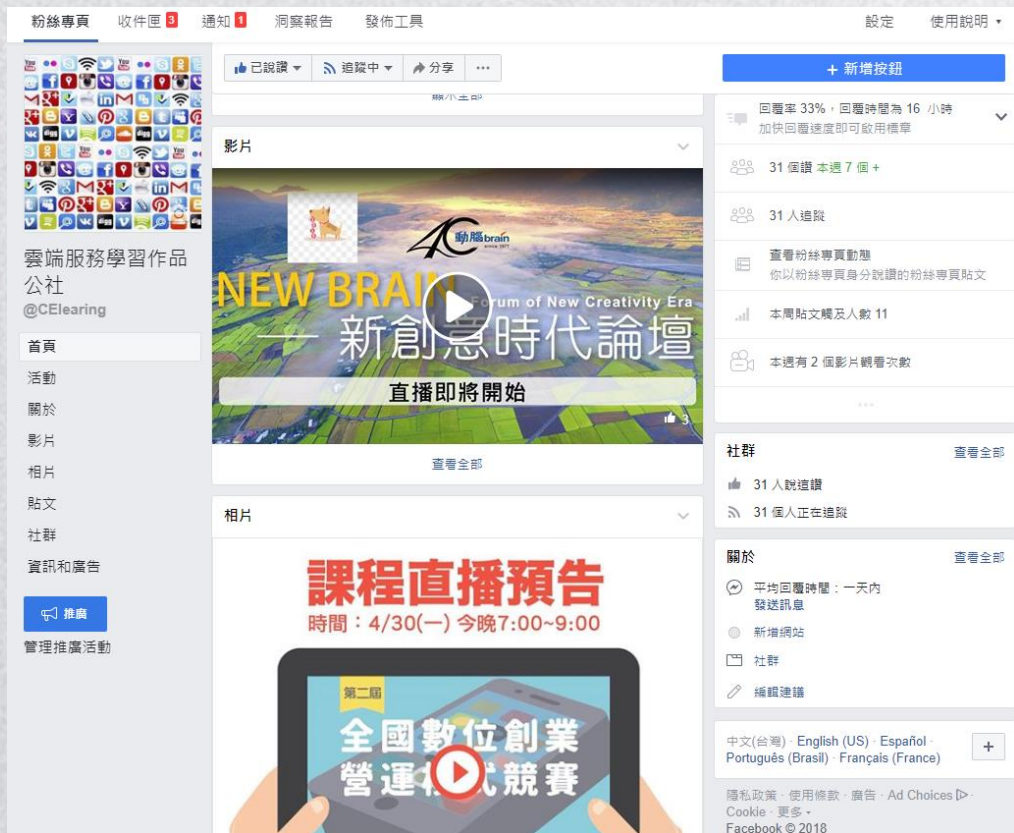 粉絲專頁
收件匣 3
通知 1
洞察報告
發佈工具
設定
使用說明
雲端服務學習作品公社
@CElearing
首頁
活動
關於
影片
相片
貼文
社群
資訊和廣告
推廣
管理推廣活動
已說讚
追蹤中
分享
顯示全部
影片
動腦brain
since 1977
NEW BRAIN
Forum of New Creativity Era
新創意時代論壇
直播即將開始
3
查看全部
相片
課程直播預告
時間：4/30(一) 今晚7:00~9:00
第二屆
全國數位創業
營運 式競賽
+ 新增按鈕
回覆率 33%，回覆時間為 16 小時
加快回覆速度即可啟用標章
31 個讚 本週 7 個 +
31 人追蹤
查看粉絲專頁動態
你以粉絲專頁身分說讚的粉絲專頁貼文
本周貼文觸及人數 11
本週有 2 個影片觀看次數
社群
查看全部
31 人說這讚
31 個人正在追蹤
關於
查看全部
平均回覆時間：一天內
發送訊息
新增網站
社群
編輯建議
中文(台灣) · English (US) · Español ·
Português (Brasil) · Français (France)
隱私政策 · 使用條款 · 廣告 · Ad Choices ·
Cookie · 更多
Facebook © 2018